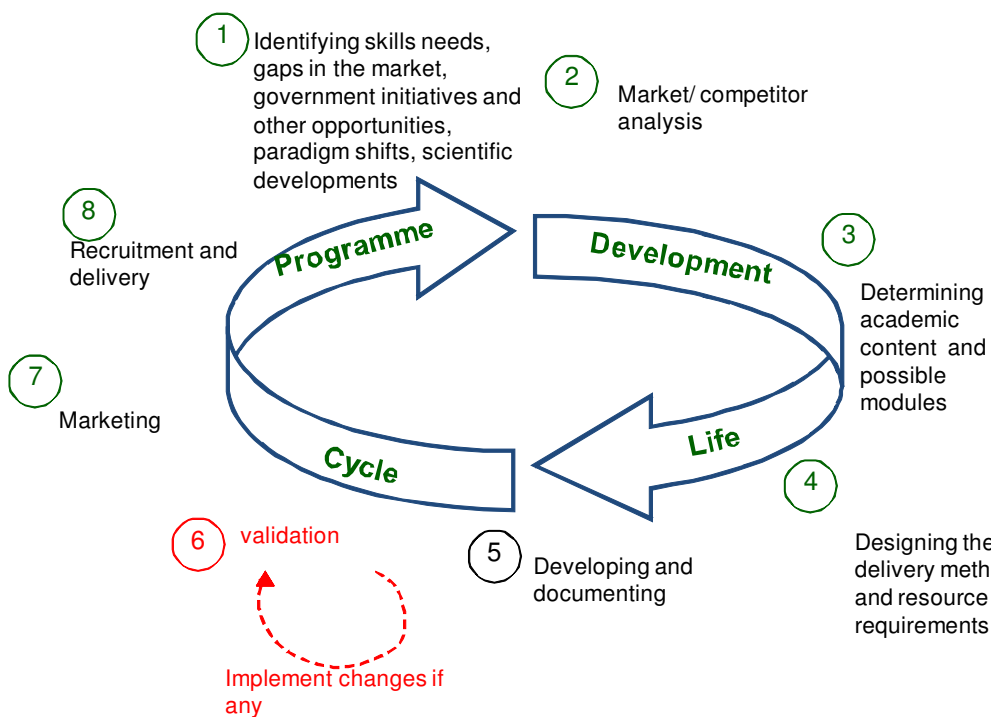 1
Identifying skills needs,
gaps in the market,
government initiatives and
other opportunities,
paradigm shifts, scientific
developments
2
Market/ competitor
analysis
3
Determining
academic
content and
possible
modules
4
Designing the
delivery meth
and resource
requirements
5
Developing and
documenting
6
validation
Implement changes if
any
7
Marketing
8
Recruitment and
delivery
Programme
Development
Life
Cycle